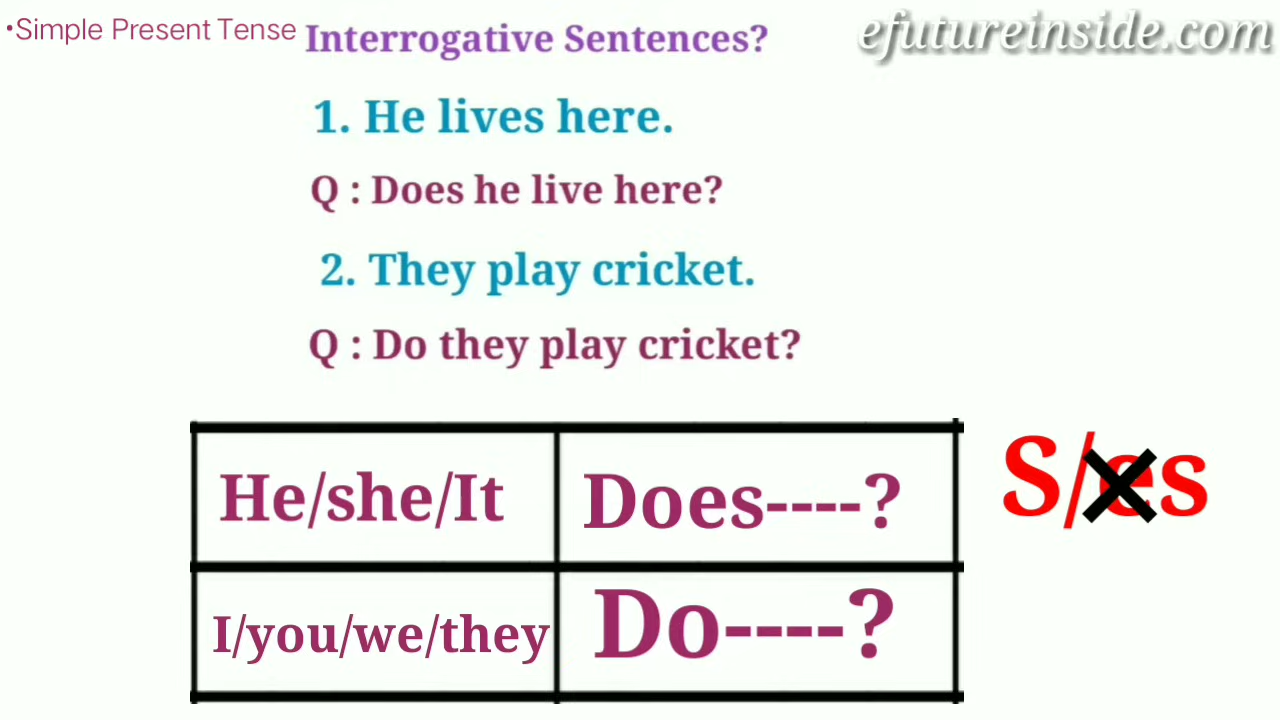 •Simple Present Tense
Interrogative Sentences?
efutureinside.com
1. He lives here.
Q : Does he live here?
2. They play cricket.
Q : Do they play cricket?
He/she/It
Does----?
S/es
I/you/we/they
Do----?